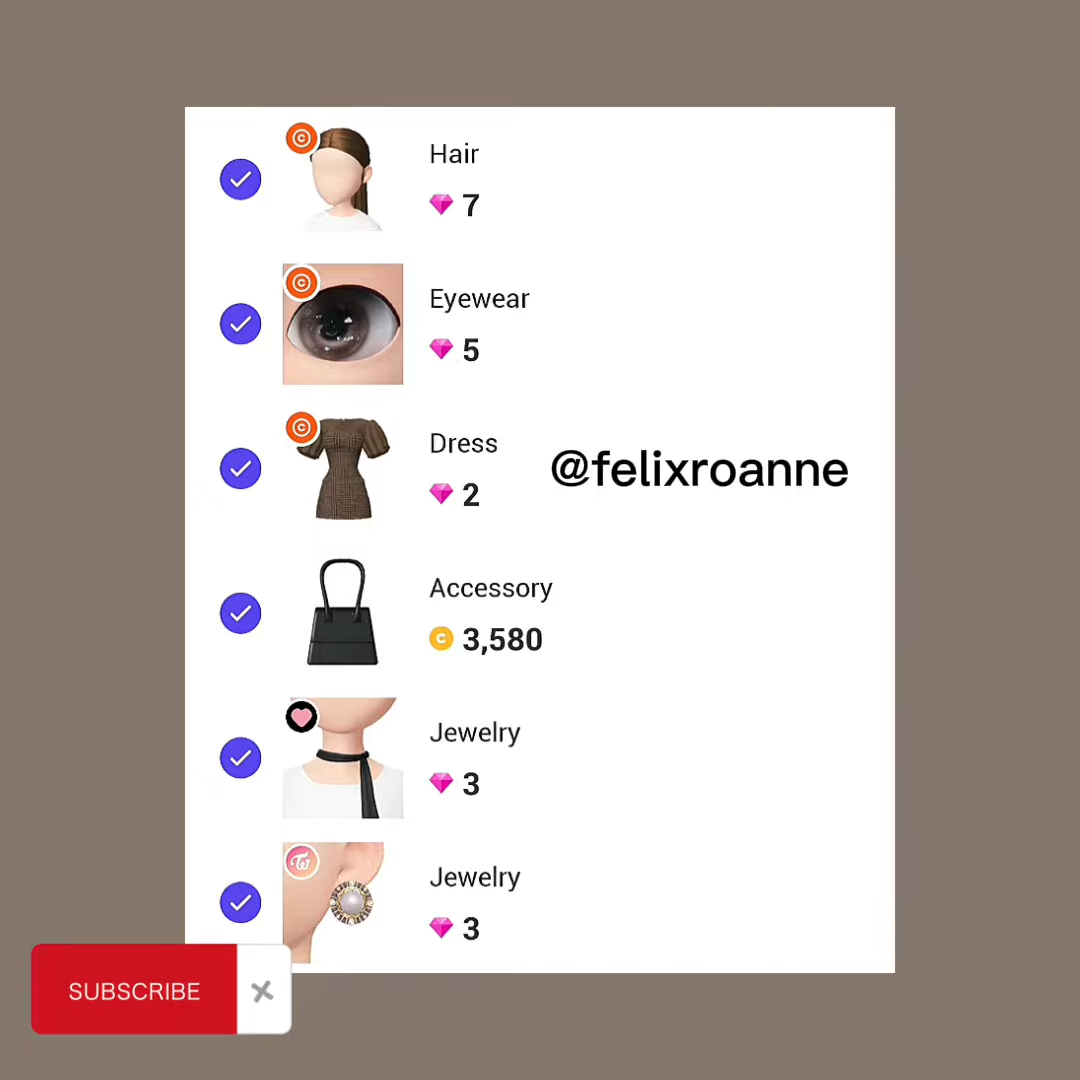 Hair
7
Eyewear
5
Dress
2
@felixroanne
Accessory
3,580
Jewelry
3
Jewelry
3
SUBSCRIBE